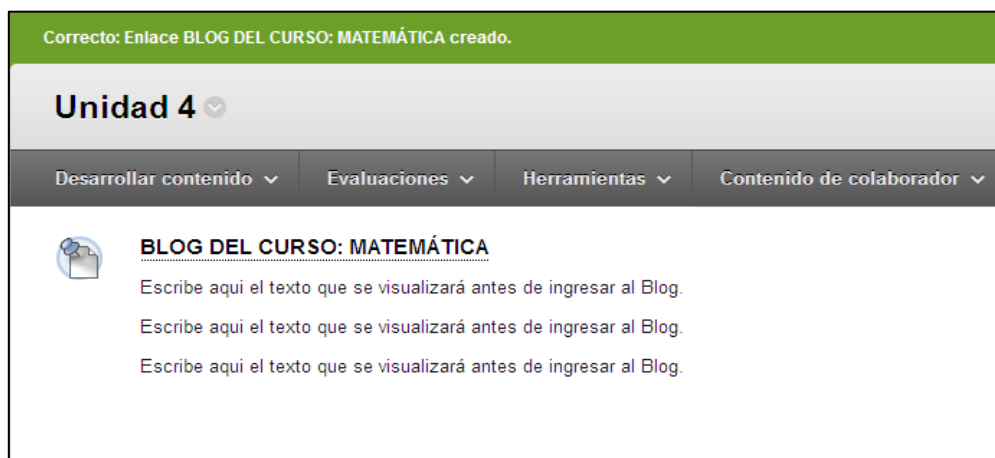 Correcto: Enlace BLOG DEL CURSO: MATEMÁTICA creado.
Unidad 4
Desarrollar contenido Evaluaciones Herramientas Contenido de colaborador
BLOG DEL CURSO: MATEMÁTICA
Escribe aqui el texto que se visualizará antes de ingresar al Blog.
Escribe aqui el texto que se visualizará antes de ingresar al Blog.
Escribe aqui el texto que se visualizará antes de ingresar al Blog.